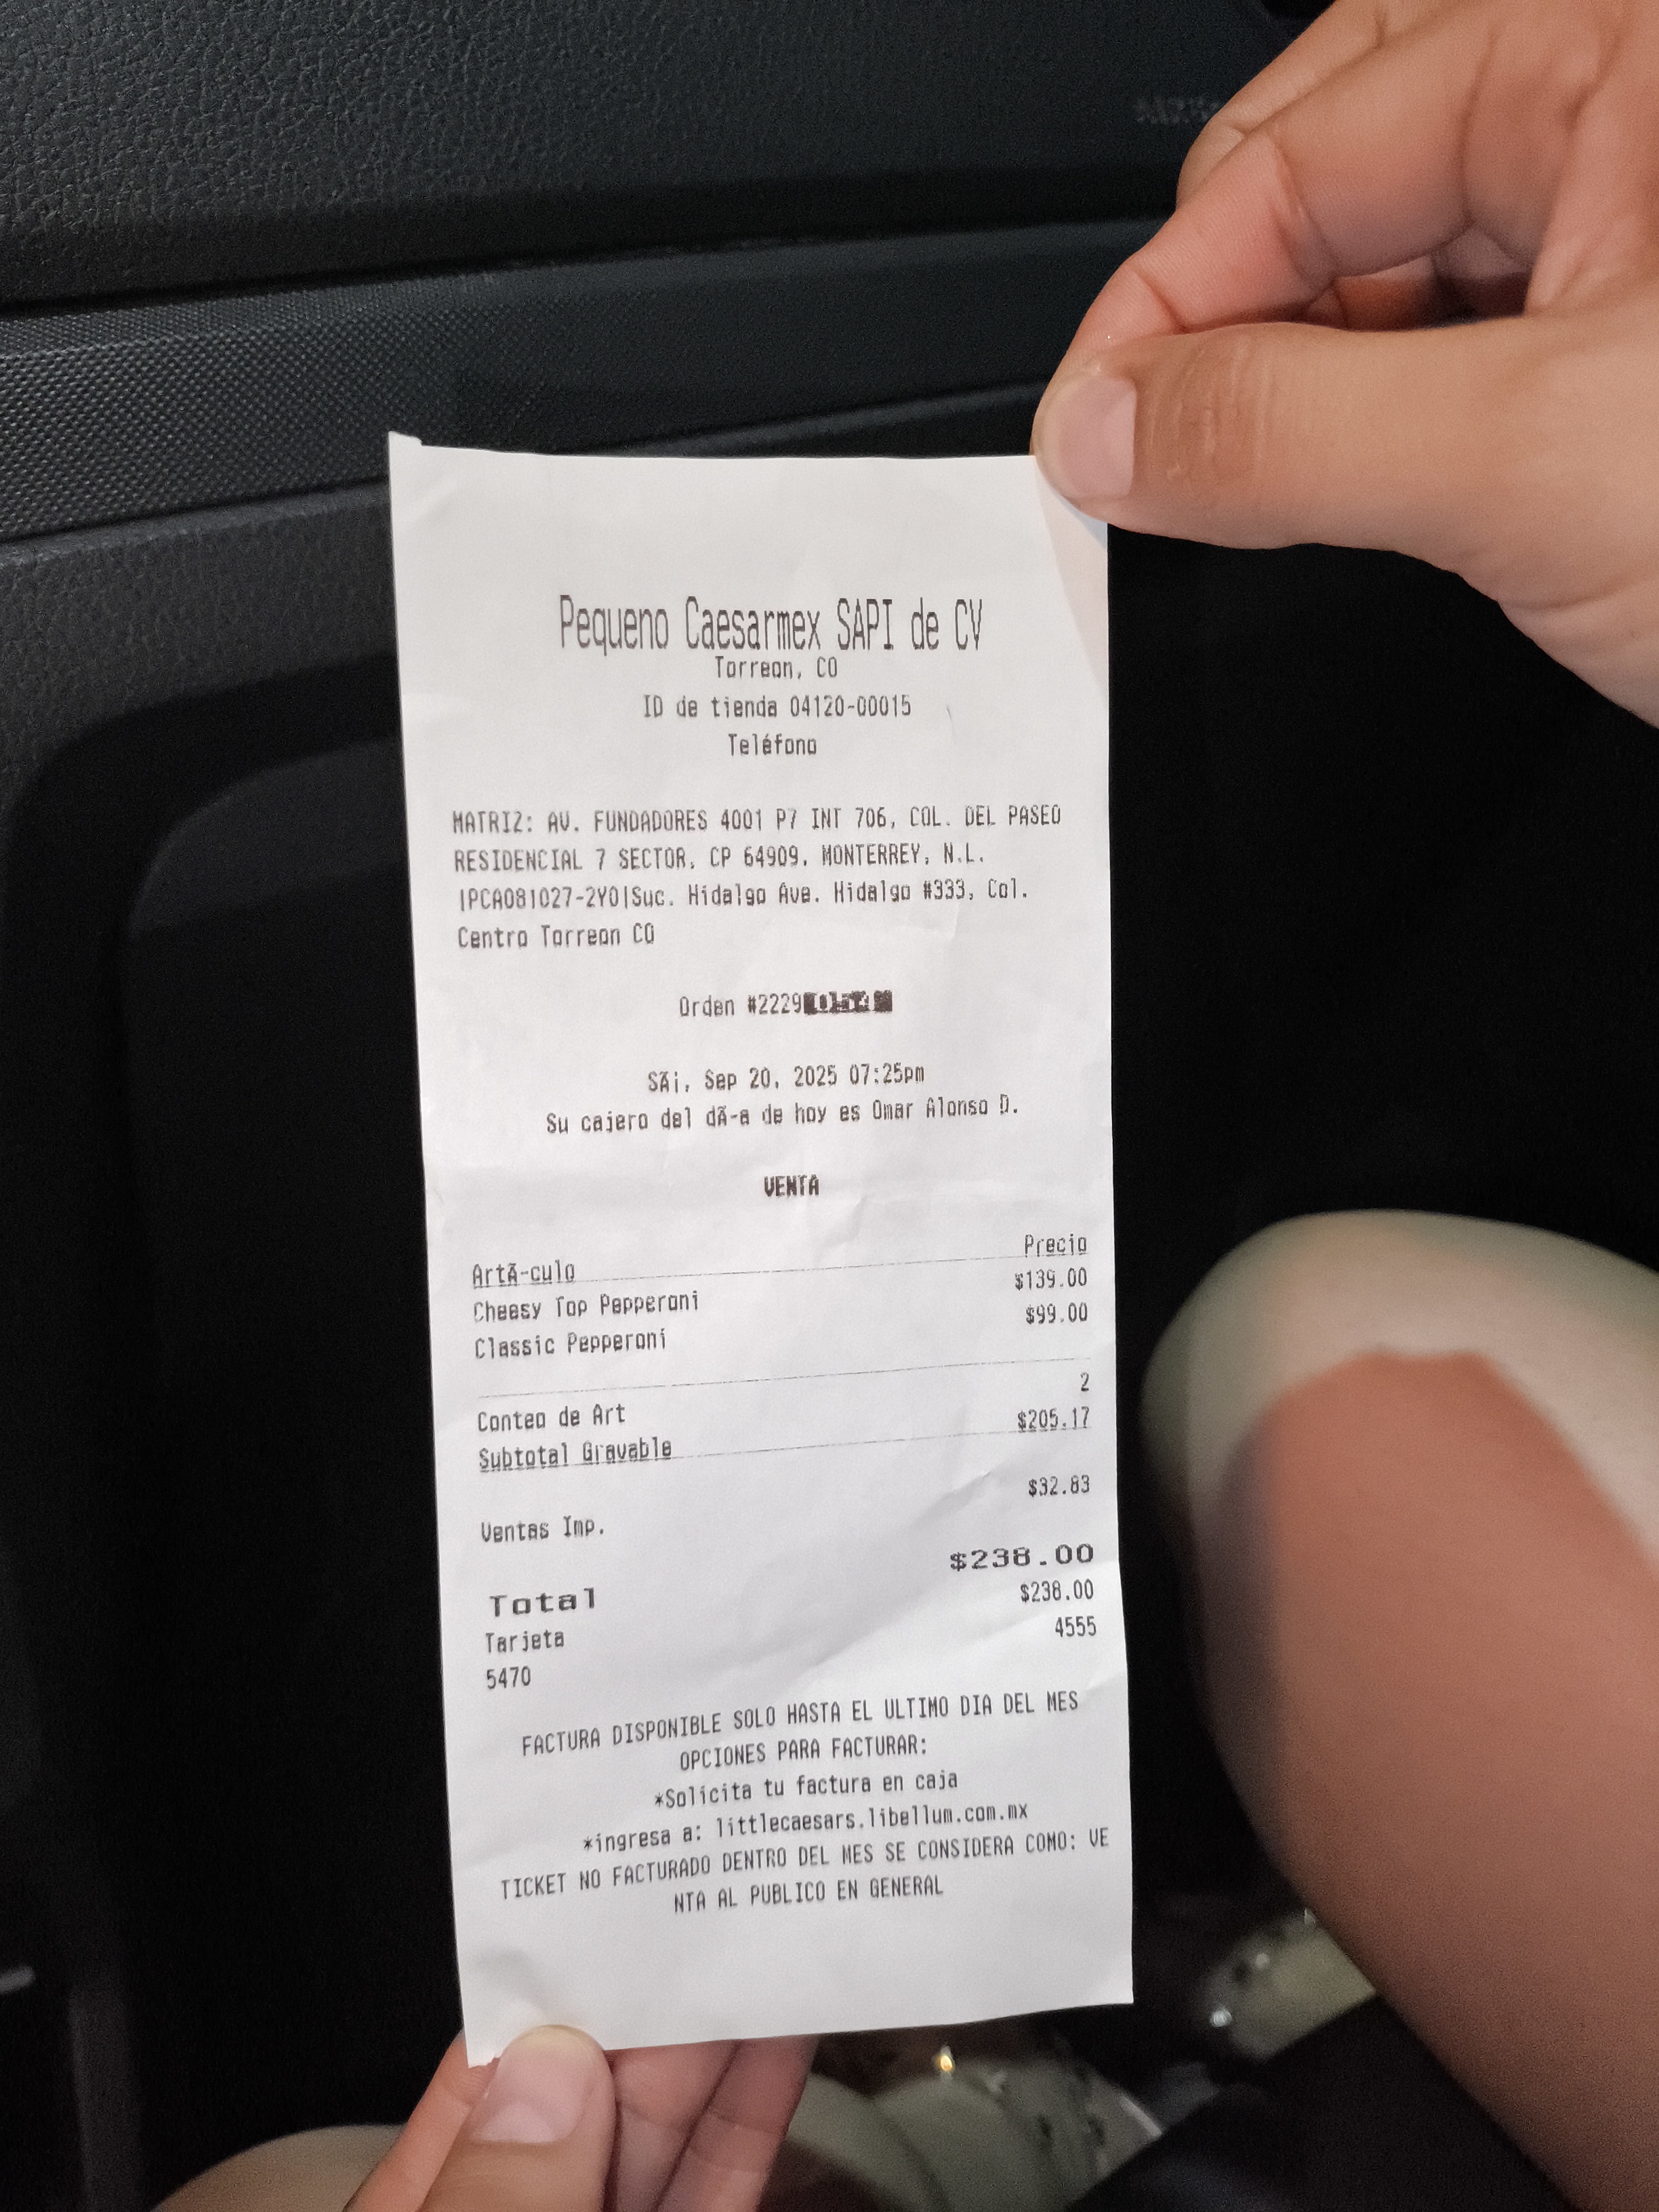 Pequeno Caesarmex SAPI de CV
Torreon, CO
ID de tienda 04120-00015
Teléfono
MATRIZ: AV. FUNDADORES 4001 P7 INT 706, COL. DEL PASEO
RESIDENCIAL 7 SECTOR, CP 64909, MONTERREY, N.L.
|PCA081027-2Y0|Suc. Hidalgo Ave. Hidalgo #333, Col.
Centro Torreon CO
Orden #2229
SÃ¡, Sep 20, 2025 07:25pm
Su cajero del dÃ-a de hoy es Omar Alonso D.
VENTA
ArtÃ-culo Precio
Cheesy Top Pepperoni $139.00
Classic Pepperoni $99.00
Conteo de Art 2
Subtotal Gravable $205.17
Ventas Imp. $32.83
Total $238.00
Tarjeta $238.00
5470 4555
FACTURA DISPONIBLE SOLO HASTA EL ULTIMO DIA DEL MES
OPCIONES PARA FACTURAR:
*Solicita tu factura en caja
*ingresa a: littlecaesars.libellum.com.mx
TICKET NO FACTURADO DENTRO DEL MES SE CONSIDERA COMO: VE
NTA AL PUBLICO EN GENERAL